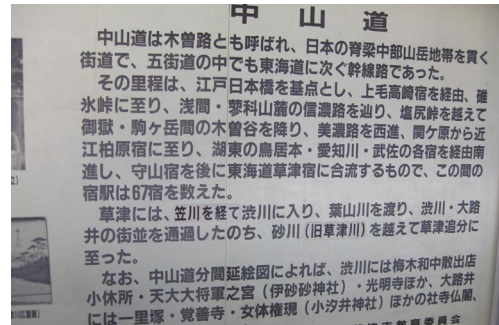 中山道
中山道は木曽路とも呼ばれ、日本の脊梁中部山岳地帯を貫く
街道で、五街道の中でも東海道に次ぐ幹線路であった。
その里程は、江戸日本橋を基点とし、上毛高崎宿を経由、碓
氷峠に至り、浅間・蓼科山麓の信濃路を辿り、塩尻峠を越えて
御獄・駒ヶ岳間の木曽谷を降り、美濃路を西進、関ケ原から近
江柏原宿に至り、湖東の鳥居本・愛知川・武佐の各宿を経由南
進し、守山宿を後に東海道草津宿に合流するもので、この間の
宿駅は67宿を数えた。
草津には、笠川を経て渋川に入り、葉山川を渡り、渋川・大路
井の街並を通過したのち、砂川(旧草津川)を越えて草津追分に
至った。
なお、中山道分間延絵図によれば、渋川には梅木和中散出店
小休所・天大大将軍之宮(伊砂砂神社)・光明寺ほか、大路井
には一里塚・覚善寺・女体権現(小汐井神社)ほかの社寺仏閣、
教育委員会